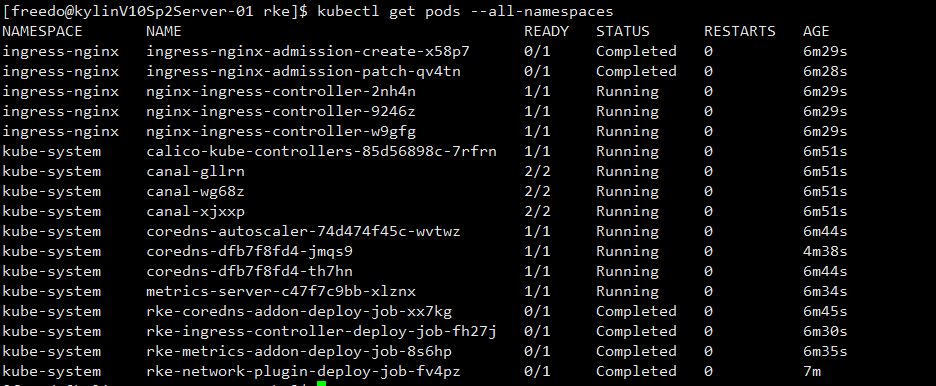 [freedo@kylinV10Sp2Server-01 rke]$ kubectl get pods --all-namespaces
NAMESPACE NAME READY STATUS RESTARTS AGE
ingress-nginx ingress-nginx-admission-create-x58p7 0/1 Completed 0 6m29s
ingress-nginx ingress-nginx-admission-patch-qv4tn 0/1 Completed 0 6m28s
ingress-nginx nginx-ingress-controller-2nh4n 1/1 Running 0 6m29s
ingress-nginx nginx-ingress-controller-9246z 1/1 Running 0 6m29s
ingress-nginx nginx-ingress-controller-w9gfg 1/1 Running 0 6m29s
kube-system calico-kube-controllers-85d56898c-7rfrn 1/1 Running 0 6m51s
kube-system canal-gllrn 2/2 Running 0 6m51s
kube-system canal-wg68z 2/2 Running 0 6m51s
kube-system canal-xjxxp 2/2 Running 0 6m51s
kube-system coredns-autoscaler-74d474f45c-wvtwz 1/1 Running 0 6m44s
kube-system coredns-dfb7f8fd4-jmqs9 1/1 Running 0 4m38s
kube-system coredns-dfb7f8fd4-th7hn 1/1 Running 0 6m44s
kube-system metrics-server-c47f7c9bb-xlznx 1/1 Running 0 6m34s
kube-system rke-coredns-addon-deploy-job-xx7kg 0/1 Completed 0 6m45s
kube-system rke-ingress-controller-deploy-job-fh27j 0/1 Completed 0 6m30s
kube-system rke-metrics-addon-deploy-job-8s6hp 0/1 Completed 0 6m35s
kube-system rke-network-plugin-deploy-job-fv4pz 0/1 Completed 0 7m